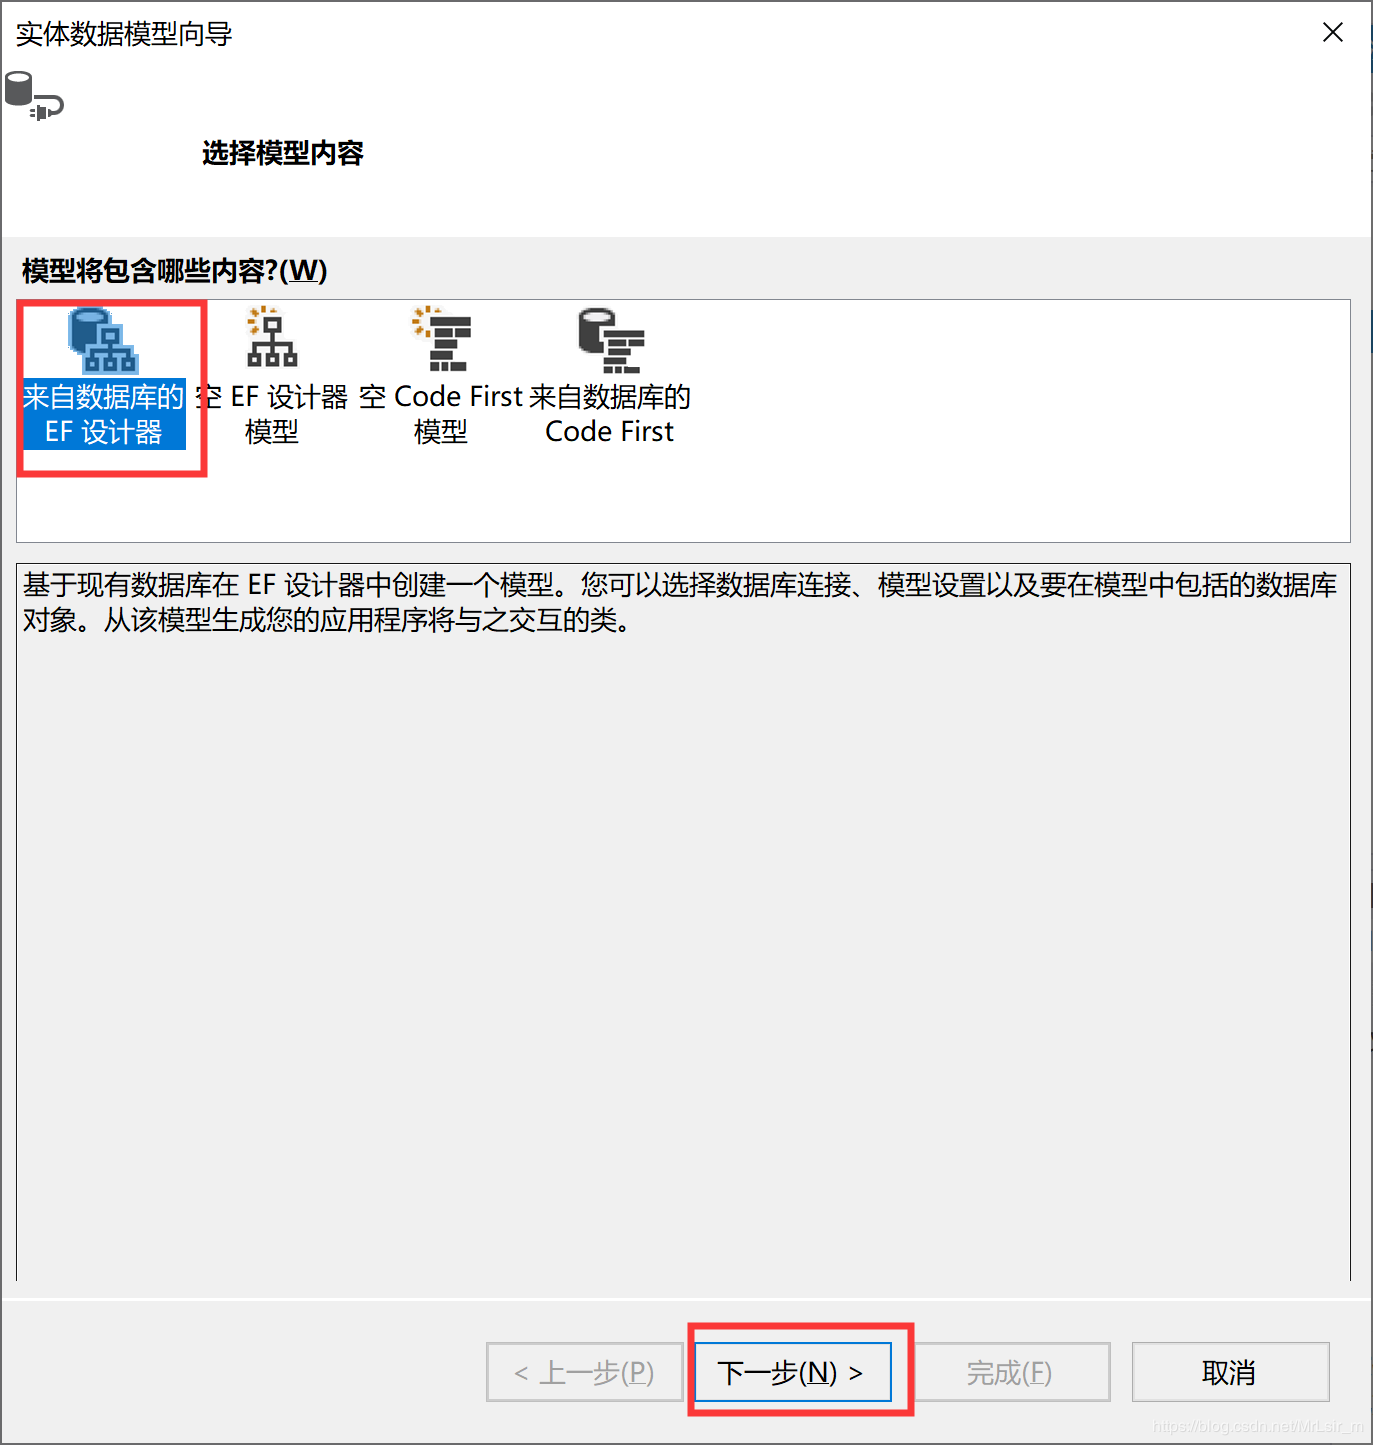 实体数据模型向导
选择模型内容
模型将包含哪些内容?(W)
来自数据库的
EF 设计器
空 EF 设计器
模型
空 Code First
模型
来自数据库的
Code First
基于现有数据库在 EF 设计器中创建一个模型。您可以选择数据库连接、模型设置以及要在模型中包括的数据库
对象。从该模型生成您的应用程序将与之交互的类。
< 上一步(P)
下一步(N) >
完成(F)
取消
https://blog.csdn.net/MrLsir_m